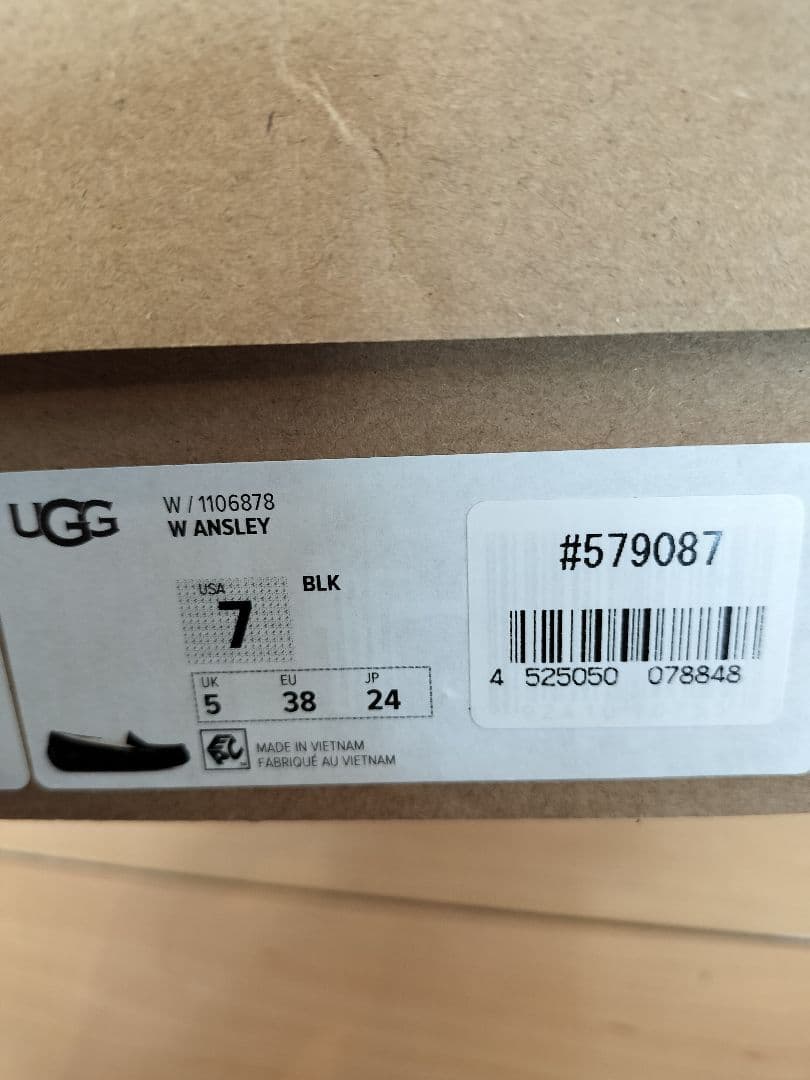 UGG
W / 1106878
W ANSLEY
USA
7
BLK
UK
5
EU
38
JP
24
MADE IN VIETNAM
FABRIQUÉ AU VIETNAM
#579087
4 525050 078848